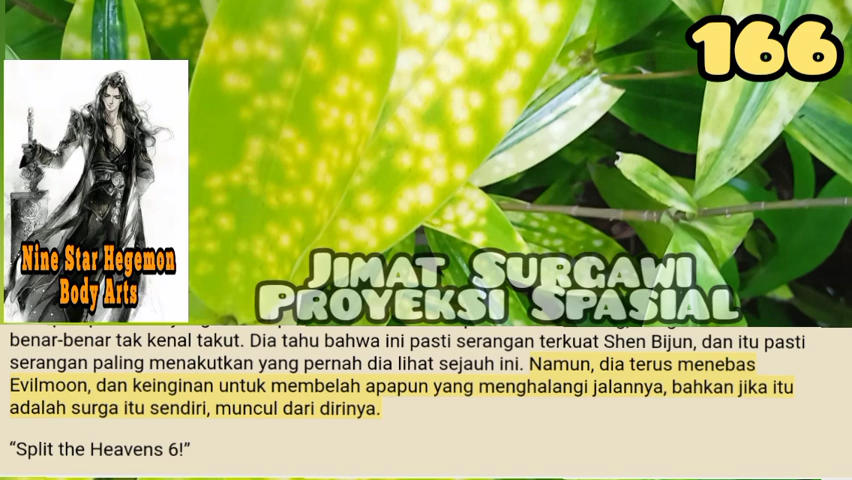 166
Nine Star Hegemon
Body Arts
Jimat Surgawi
Proyeksi Spasial
benar-benar tak kenal takut. Dia tahu bahwa ini pasti serangan terkuat Shen Bijun, dan itu pasti
serangan paling menakutkan yang pernah dia lihat sejauh ini. Namun, dia terus menebas
Evilmoon, dan keinginan untuk membelah apapun yang menghalangi jalannya, bahkan jika itu
adalah surga itu sendiri, muncul dari dirinya.
“Split the Heavens 6!”